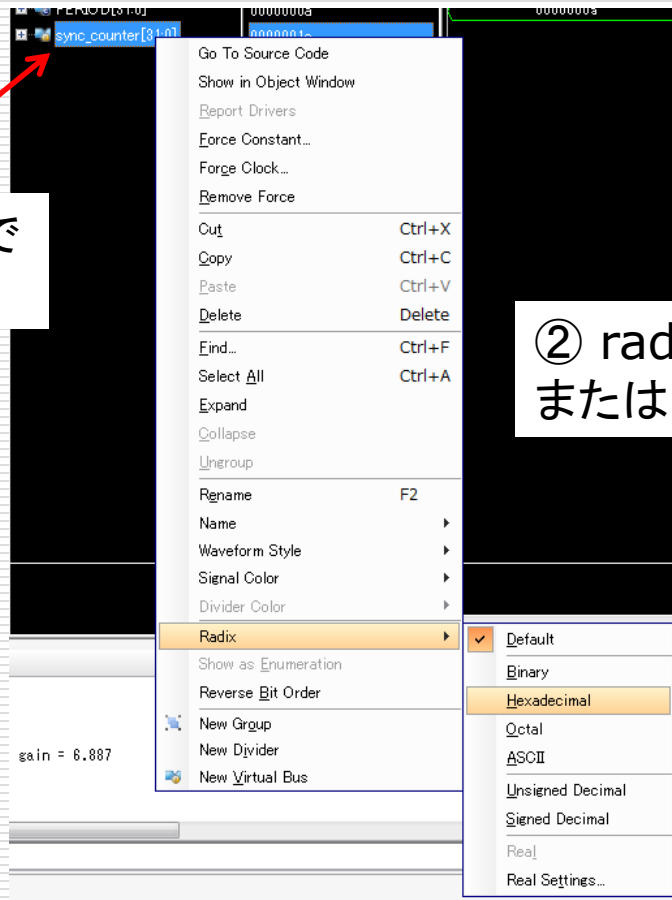 PERIOD[31:0] 0000000a 0000000a
sync_counter[31:0]
Go To Source Code
Show in Object Window
Report Drivers
Force Constant...
Force Clock...
Remove Force
で
Cut Ctrl+X
Copy Ctrl+C
Paste Ctrl+V
Delete Delete
② rad
または
Find... Ctrl+F
Select All Ctrl+A
Expand
Collapse
Ungroup
Rename F2
Name
Waveform Style
Signal Color
Divider Color
Radix
Show as Enumeration
Reverse Bit Order
New Group
New Divider
New Virtual Bus
gain = 6.887
Default
Binary
Hexadecimal
Octal
ASCII
Unsigned Decimal
Signed Decimal
Real
Real Settings...